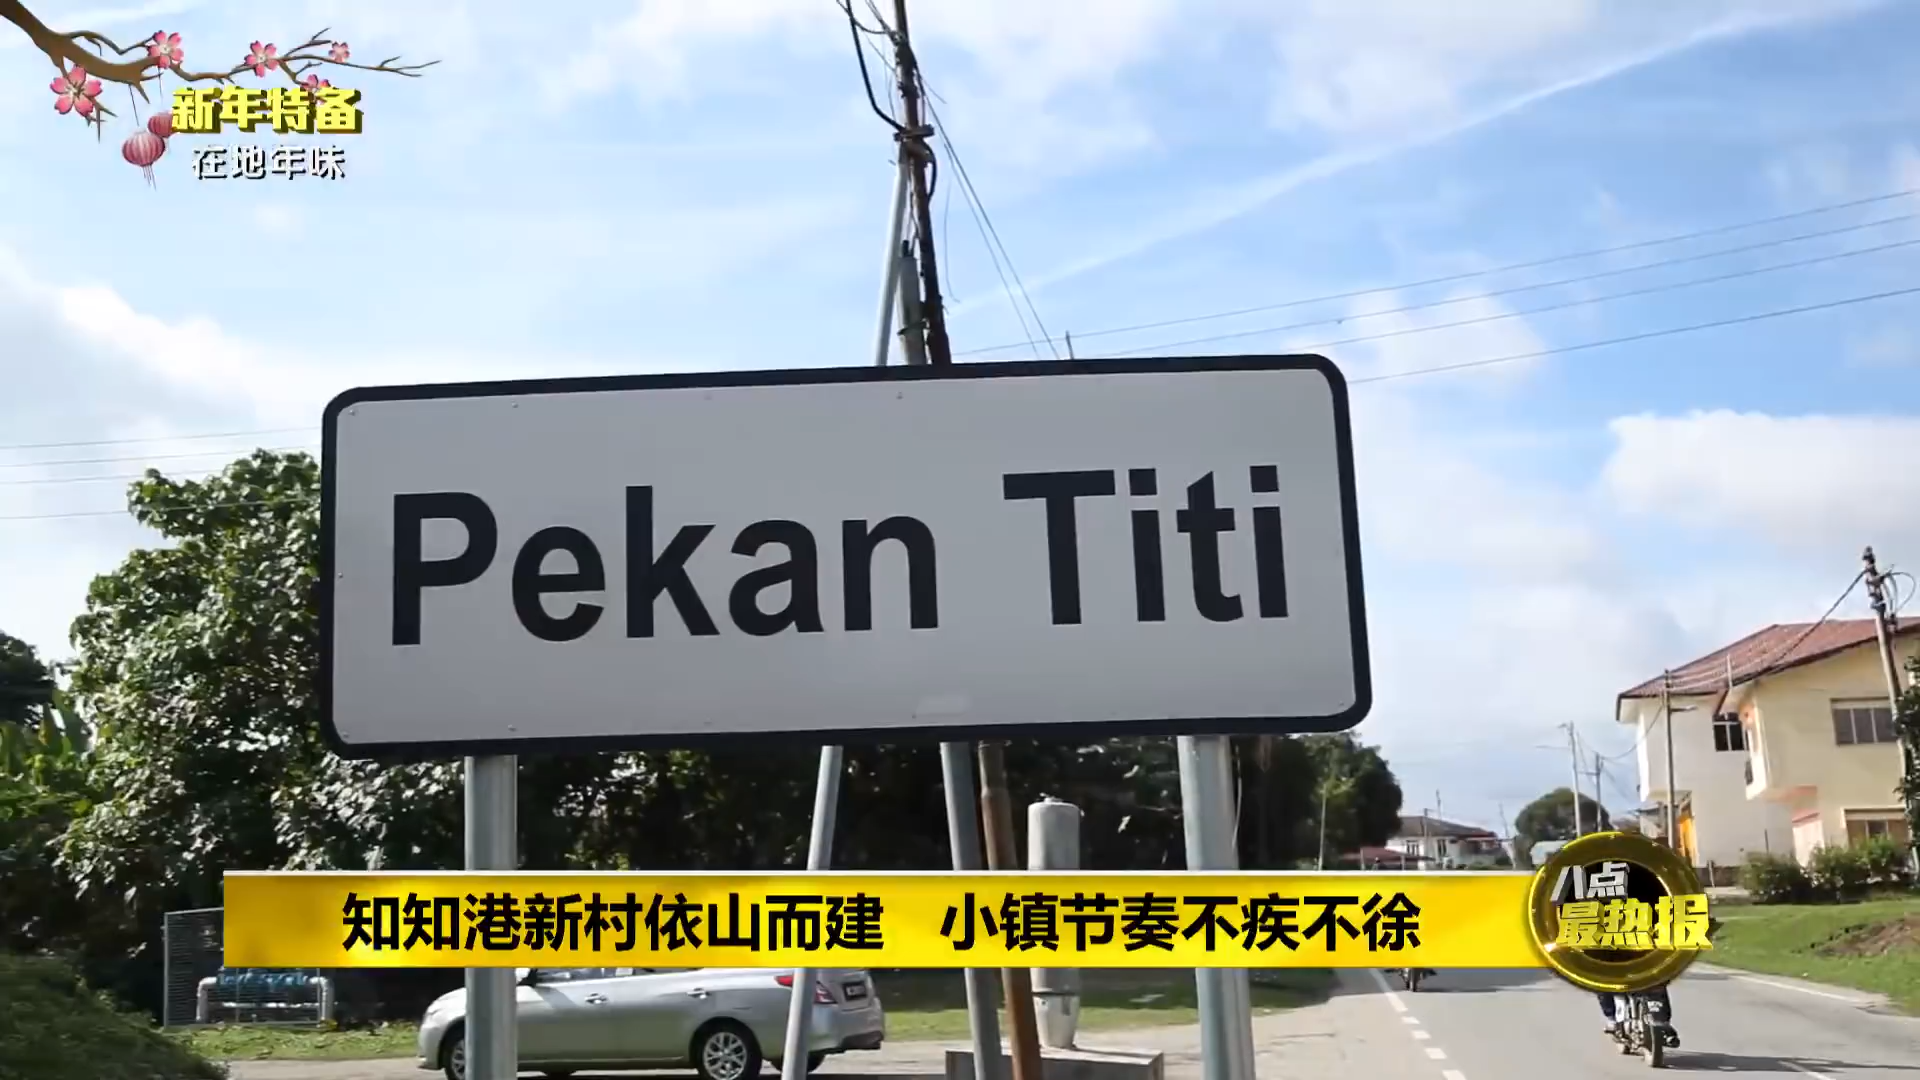 新年特备
在地年味
Pekan Titi
知知港新村依山而建 小镇节奏不疾不徐
八点
最热报